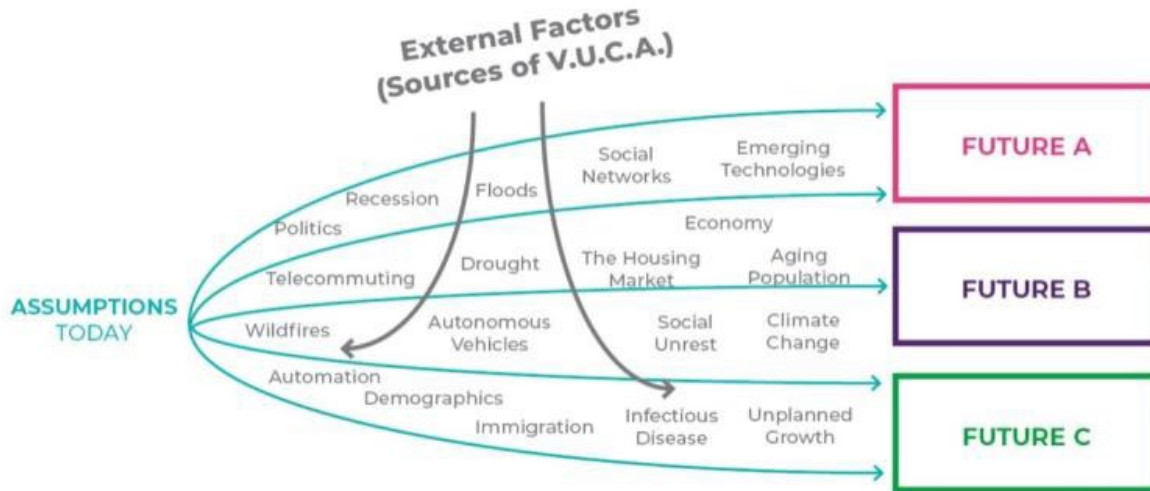 External Factors
(Sources of V.U.C.A.)
Social
Networks
Emerging
Technologies
FUTURE A
Recession
Floods
Politics
Economy
Telecommuting
Drought
The Housing
Market
Aging
Population
FUTURE B
ASSUMPTIONS
TODAY
Wildfires
Autonomous
Vehicles
Social
Unrest
Climate
Change
Automation
Demographics
Immigration
Infectious
Disease
Unplanned
Growth
FUTURE C